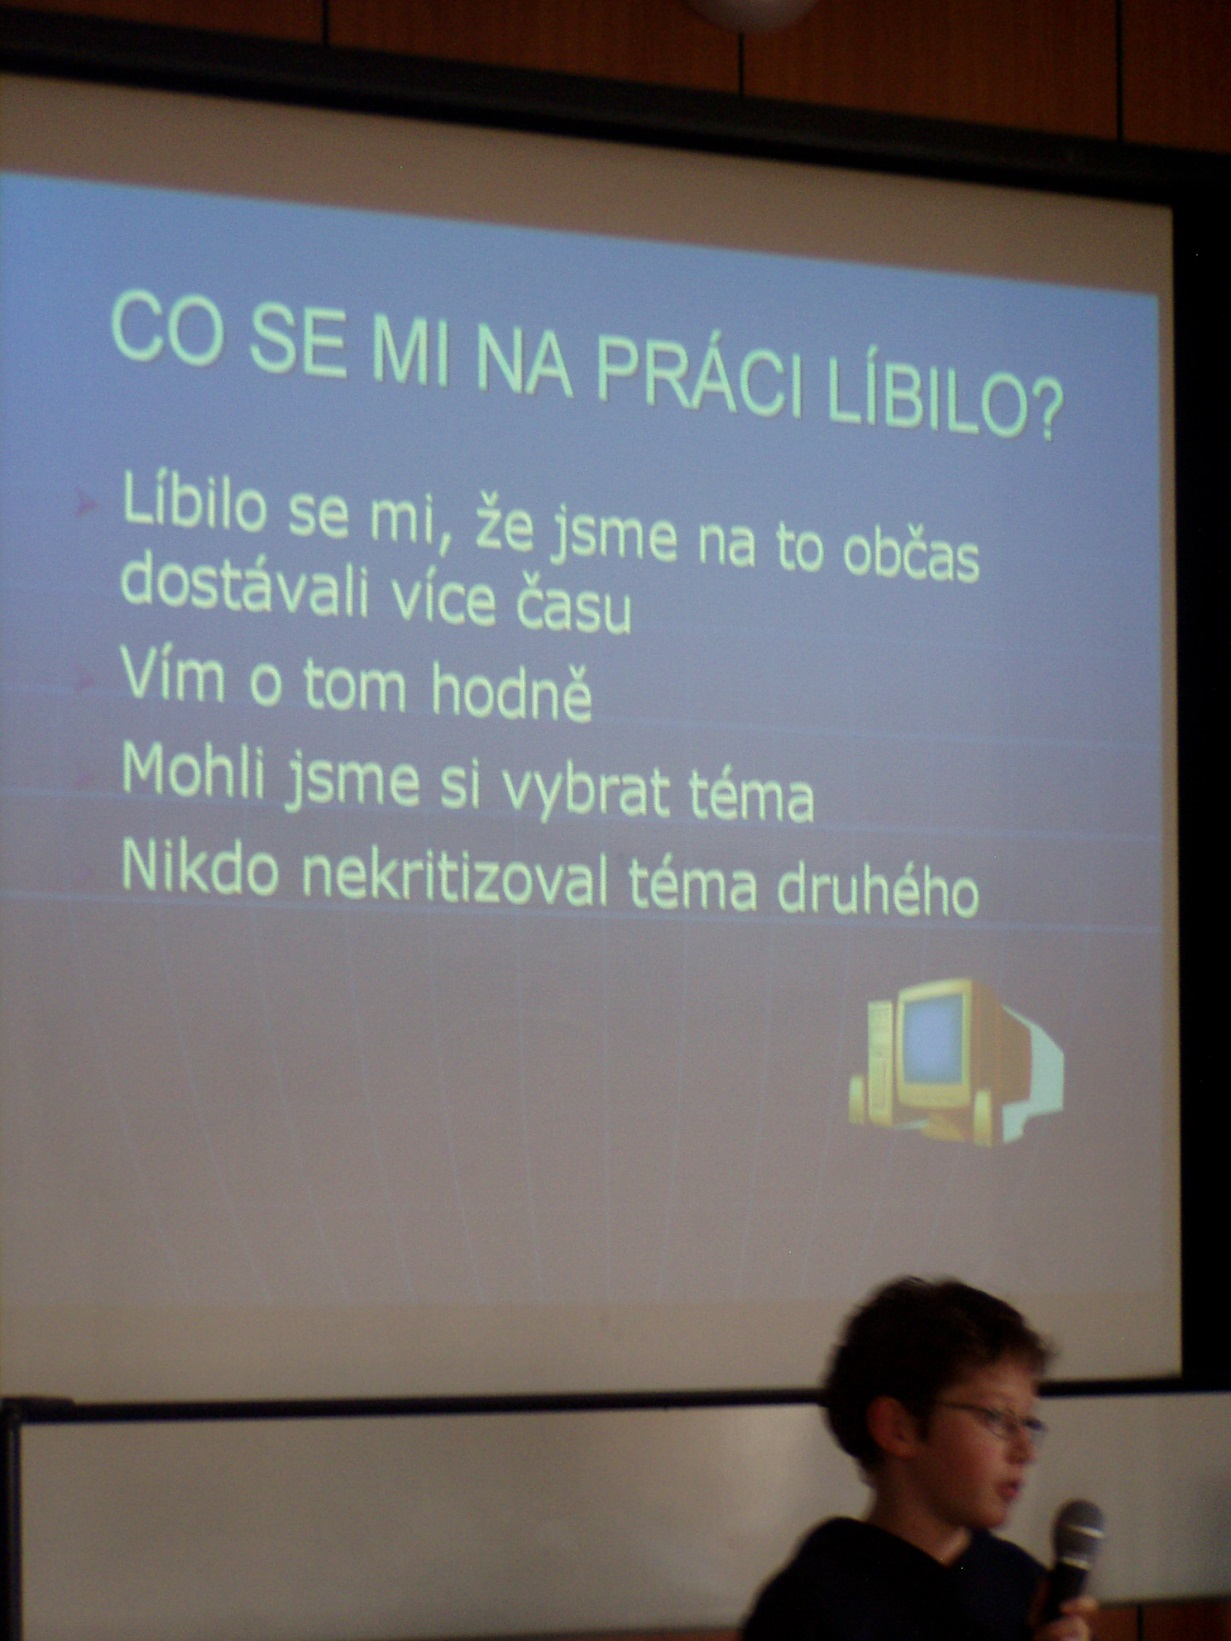 CO SE MI NA PRÁCI LÍBILO?
Líbilo se mi, že jsme na to občas
dostávali více času
Vím o tom hodně
Mohli jsme si vybrat téma
Nikdo nekritizoval téma druhého